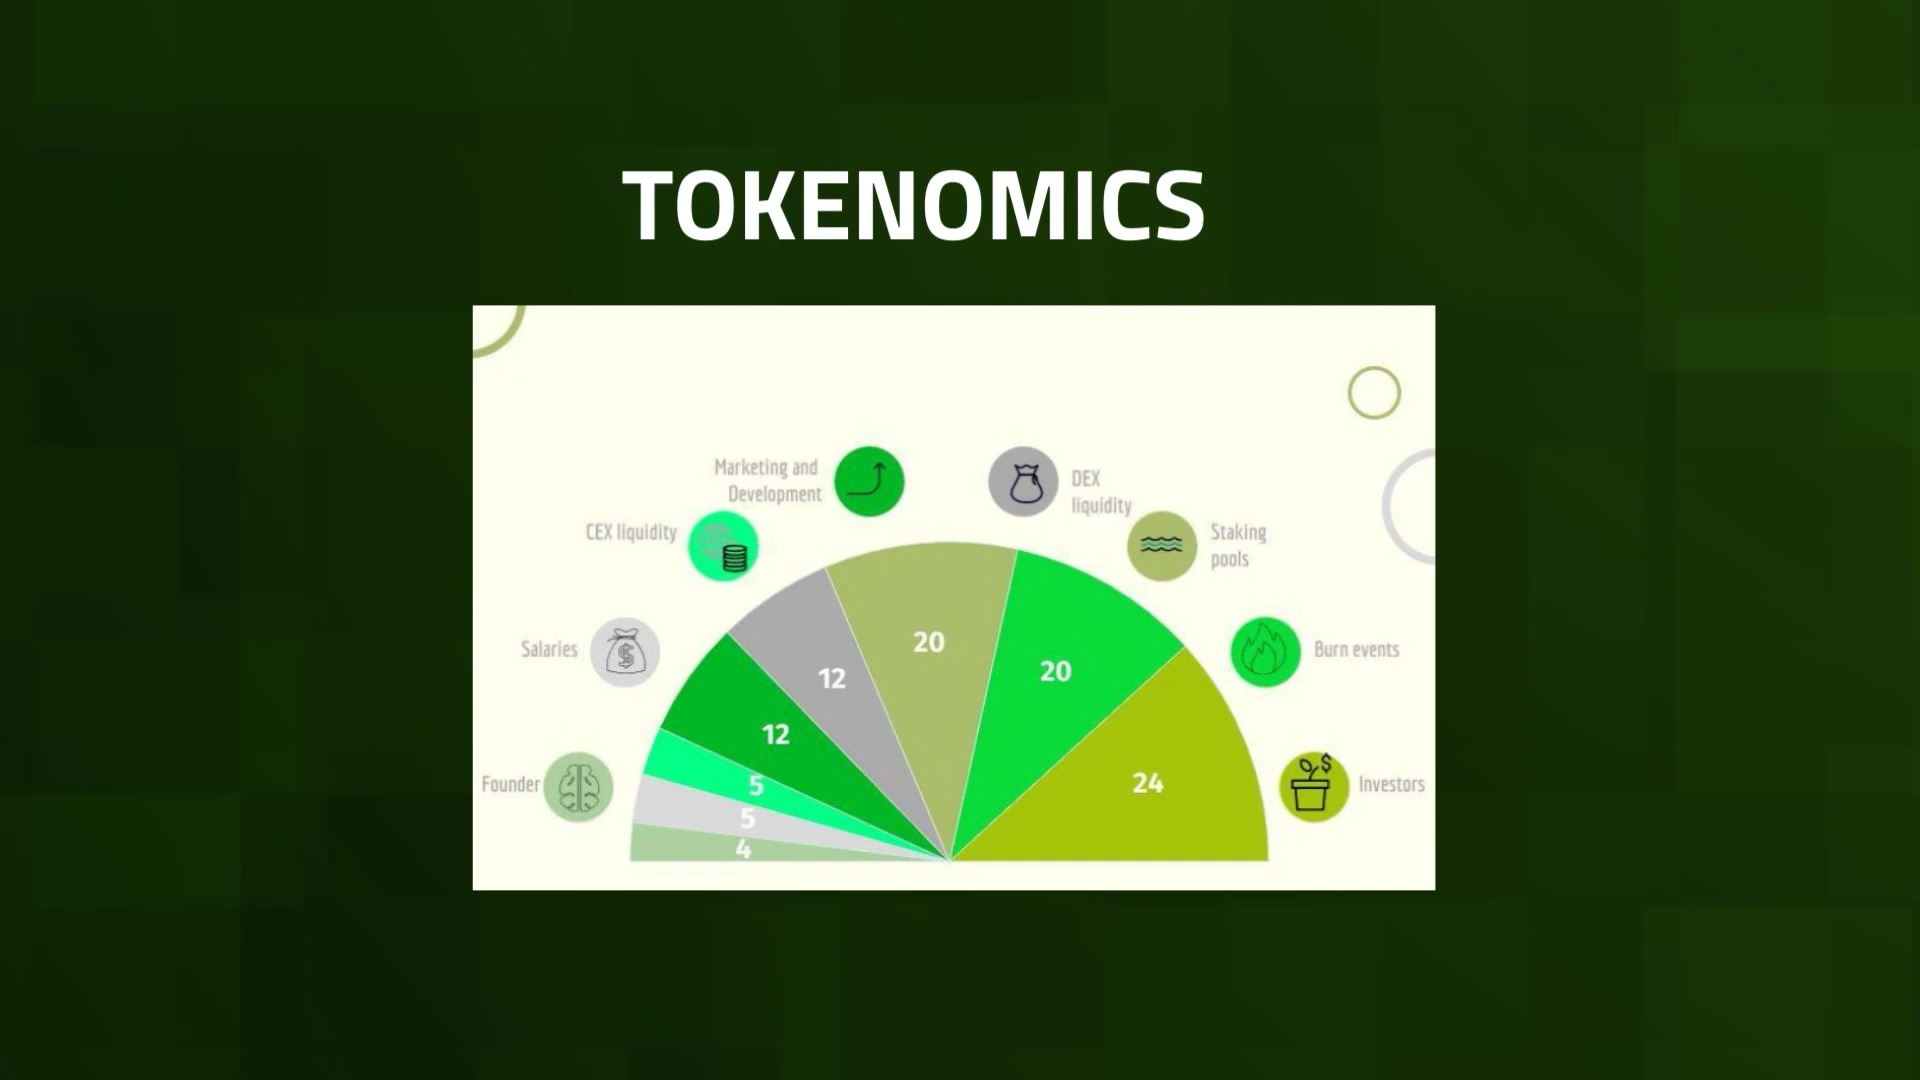 TOKENOMICS
Marketing and
Development
DEX
liquidity
CEX liquidity
Staking
pools
Salaries
Burn events
Founder
Investors
20
20
12
12
24
5
5
4
$
$